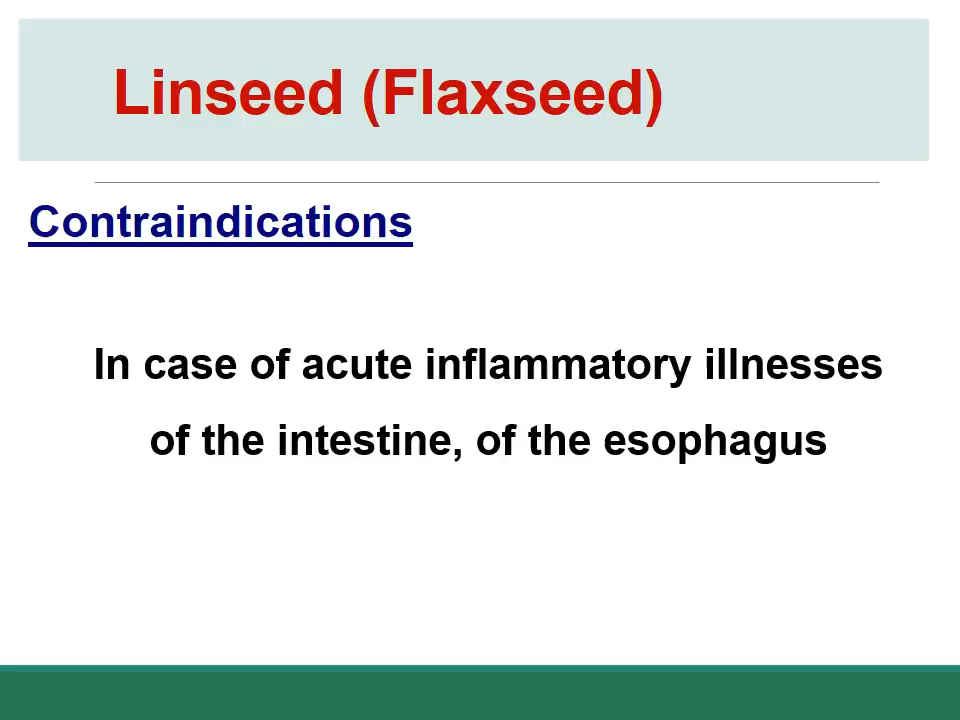 Linseed (Flaxseed)
Contraindications
In case of acute inflammatory illnesses
of the intestine, of the esophagus